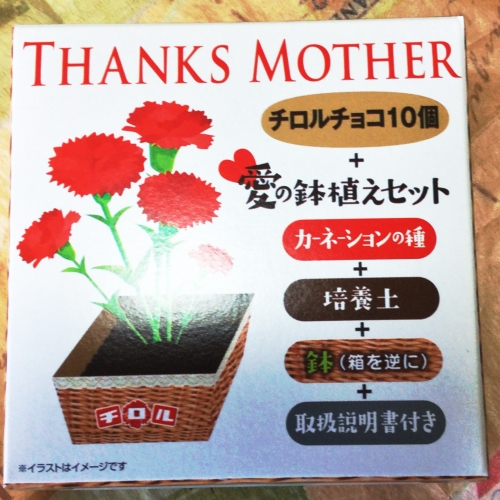 THANKS MOTHER
チロルチョコ10個
+
愛の鉢植えセット
カーネーションの種
+
培養土
+
鉢(箱を逆に)
+
取扱説明書付き
チロル
※イラストはイメージです